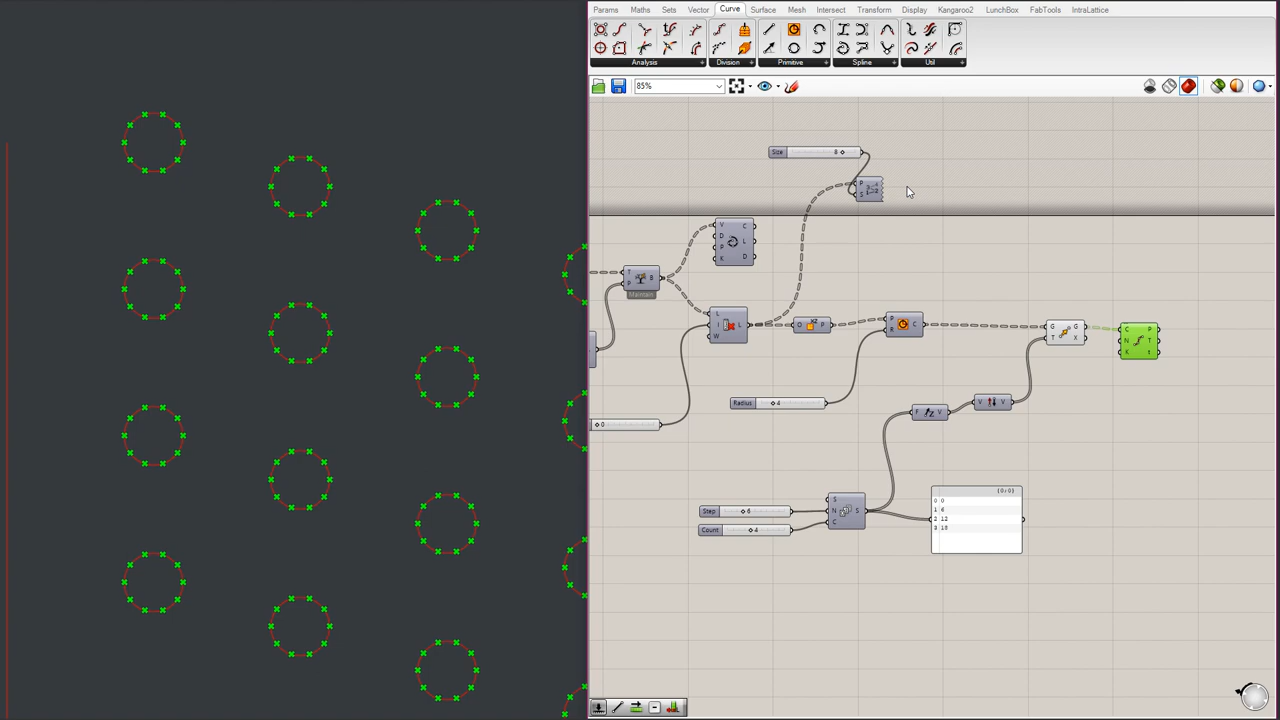 Params Maths Sets Vector Curve Surface Mesh Intersect Transform Display Kangaroo2 LunchBox FabTools IntraLattice
Analysis Division Primitive Spline Util
85%
Size 8
P
S
V C
D L
P
K D
T B
P
Maintain
L
I L
W
O XZ P
P C
R
G G
T X
C P
N T
K t
Radius 4
0
F V
V V
S
N S
C
Step 6
Count 4
{0;0}
0 0
1 6
2 12
3 18